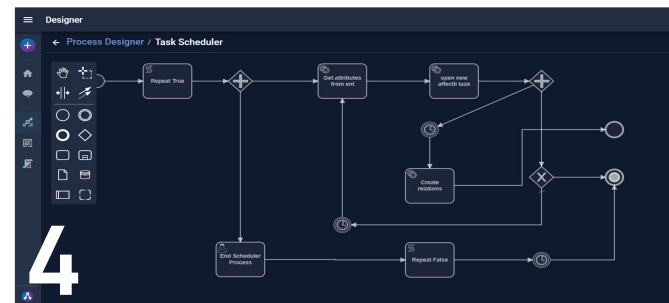 Designer
← Process Designer / Task Scheduler
Repeat True
Get attributes
from ent
open new
affectli task
Create
relations
End Scheduler
Process
Repeat False
4